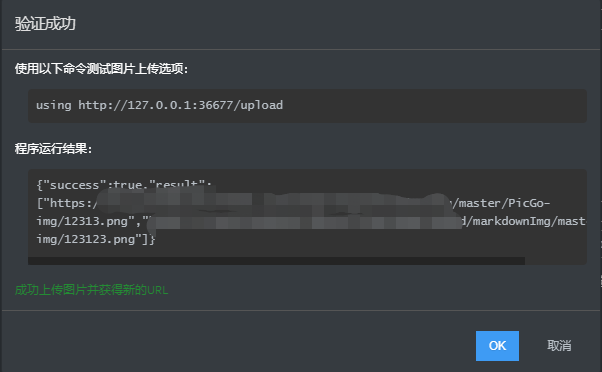 验证成功
使用以下命令测试图片上传选项：
using http://127.0.0.1:36677/upload
程序运行结果：
{"success":true,"result":
["https: /master/PicGo-
img/12313.png"," d/markdownImg/mast
img/123123.png"]}
成功上传图片并获得新的URL
OK 取消